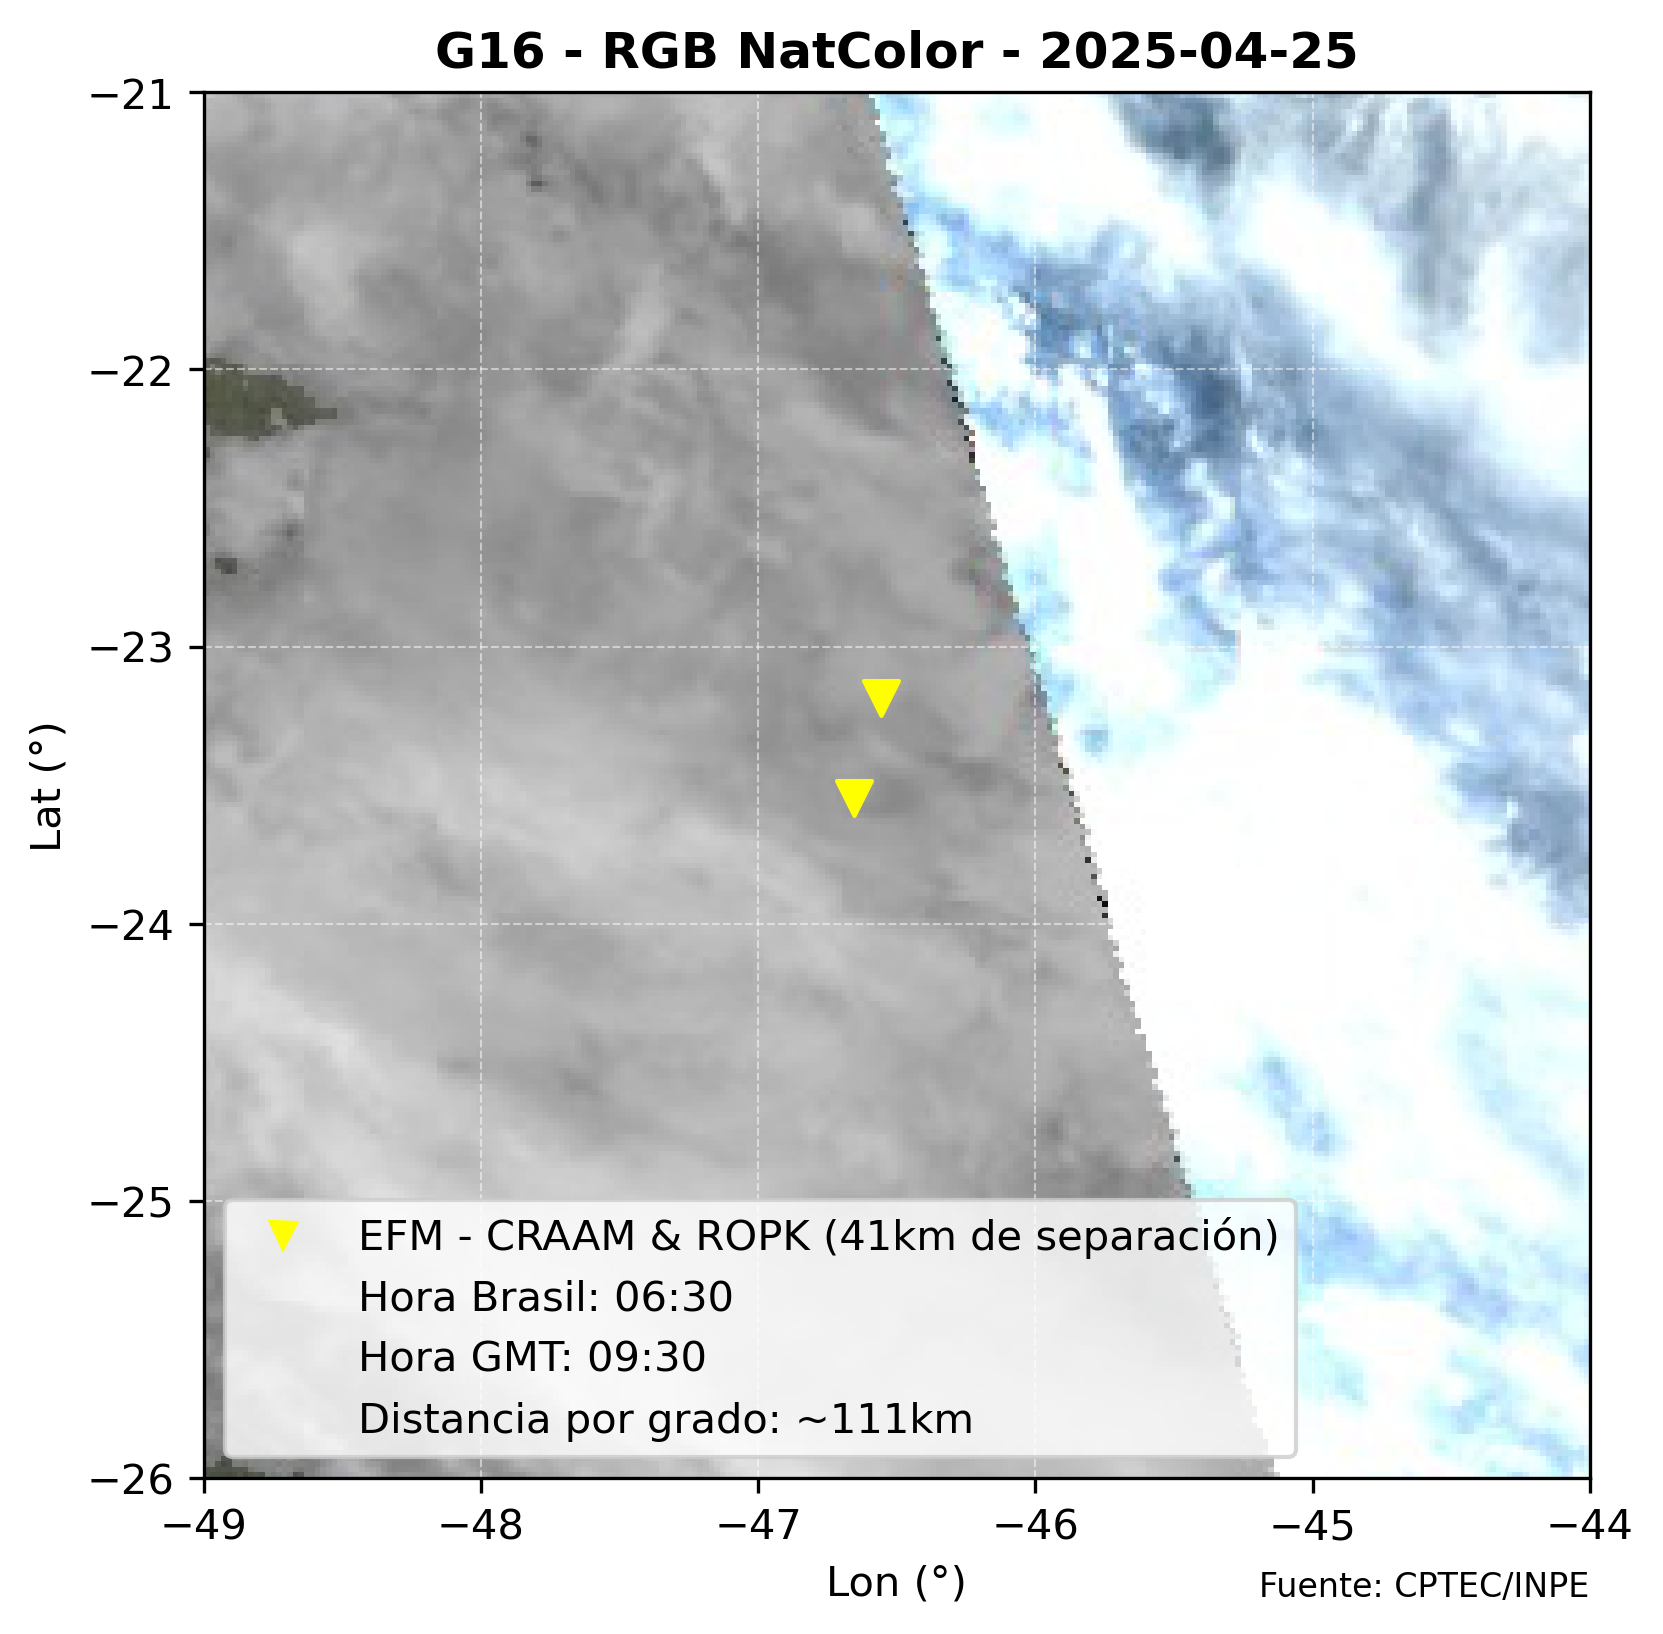 G16 - RGB NatColor - 2025-04-25
−21
−22
−23
−24
−25
−26
Lat (°)
EFM - CRAAM & ROPK (41km de separación)
Hora Brasil: 06:30
Hora GMT: 09:30
Distancia por grado: ~111km
−49 −48 −47 −46 −45 −44
Lon (°)
Fuente: CPTEC/INPE